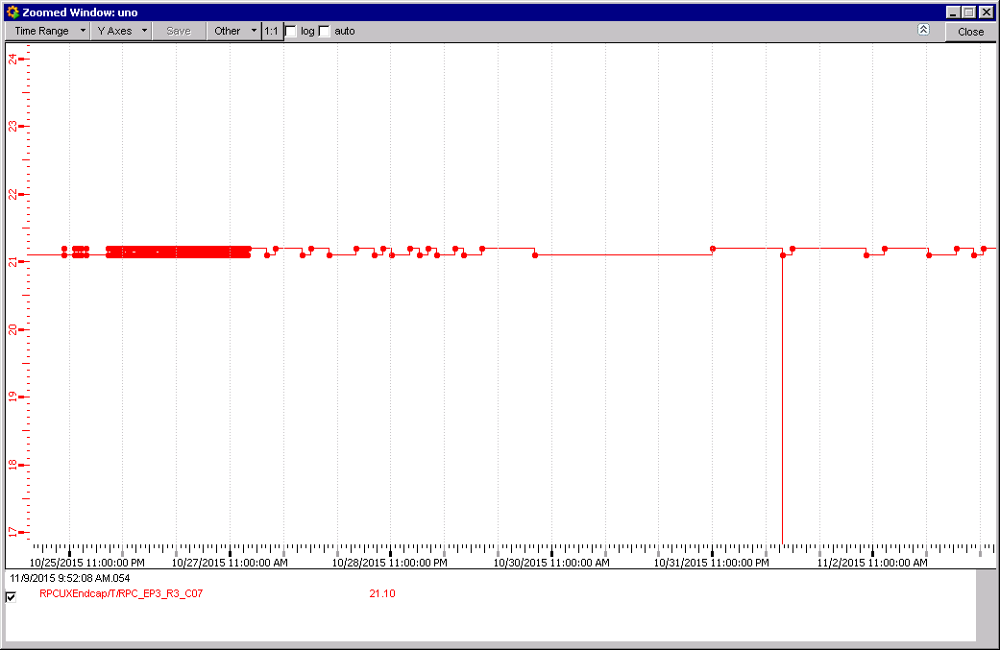 Zoomed Window: uno
Time Range Y Axes Save Other 1:1 log auto Close
24
23
22
21
20
19
18
17
10/25/2015 11:00:00 PM 10/27/2015 11:00:00 AM 10/28/2015 11:00:00 PM 10/30/2015 11:00:00 AM 10/31/2015 11:00:00 PM 11/2/2015 11:00:00 AM
11/9/2015 9:52:08 AM.054
RPCUXEndcap/T/RPC_EP3_R3_C07 21.10